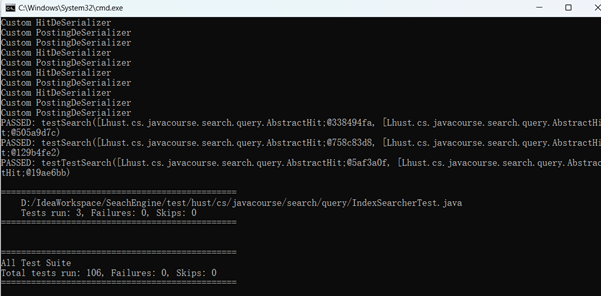 C:\Windows\System32\cmd.exe
Custom HitDeSerializer
Custom PostingDeSerializer
Custom PostingDeSerializer
Custom HitDeSerializer
Custom PostingDeSerializer
Custom HitDeSerializer
Custom PostingDeSerializer
Custom HitDeSerializer
Custom PostingDeSerializer
Custom PostingDeSerializer
PASSED: testSearch([Lhust.cs.javacourse.search.query.AbstractHit;@338494fa, [Lhust.cs.javacourse.search.query.AbstractHi
t;@505a9d7c)
PASSED: testSearch([Lhust.cs.javacourse.search.query.AbstractHit;@758c83d8, [Lhust.cs.javacourse.search.query.AbstractHi
t;@129b4fe2)
PASSED: testTestSearch([Lhust.cs.javacourse.search.query.AbstractHit;@5af3a0f, [Lhust.cs.javacourse.search.query.Abstrac
tHit;@19ae6bb)
===============================================
D:/IdeaWorkspace/SeachEngine/test/hust/cs/javacourse/search/query/IndexSearcherTest.java
Tests run: 3, Failures: 0, Skips: 0
===============================================
===============================================
All Test Suite
Total tests run: 106, Failures: 0, Skips: 0
===============================================